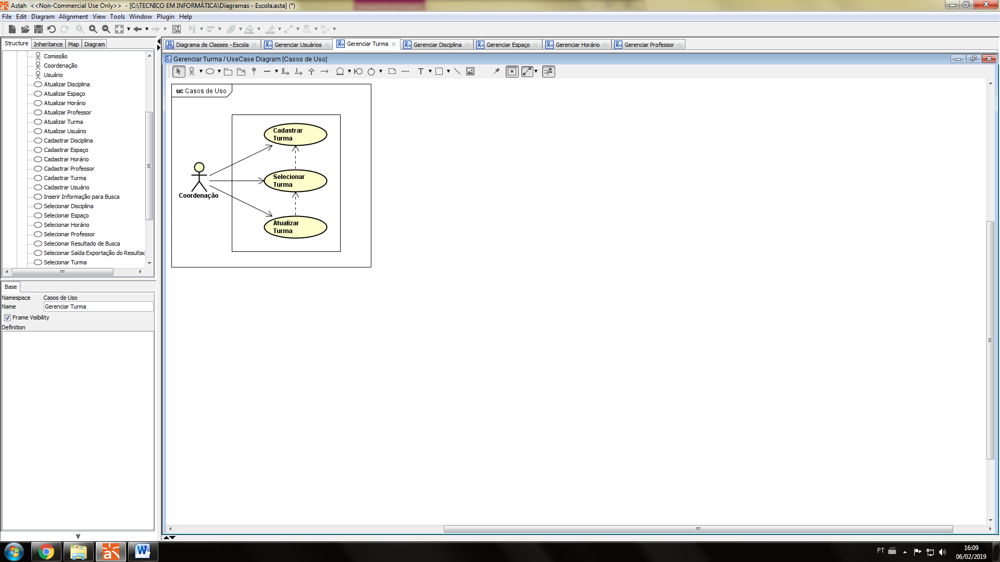 Astah <<Non-Commercial Use Only>> - [C:\TECNICO EM INFORMÁTICA\Diagramas - Escola.asta] (*)
File Edit Diagram Alignment View Tools Window Plugin Help
Structure Inheritance Map Diagram
Comissão
Coordenação
Usuário
Atualizar Disciplina
Atualizar Espaço
Atualizar Horário
Atualizar Professor
Atualizar Turma
Atualizar Usuário
Cadastrar Disciplina
Cadastrar Espaço
Cadastrar Horário
Cadastrar Professor
Cadastrar Turma
Cadastrar Usuário
Inserir Informação para Busca
Selecionar Disciplina
Selecionar Espaço
Selecionar Horário
Selecionar Professor
Selecionar Resultado de Busca
Selecionar Saída Exportação do Resultad
Selecionar Turma
Base
Namespace Casos de Uso
Name Gerenciar Turma
Frame Visibility
Definition
Diagrama de Classes - Escola Gerenciar Usuários Gerenciar Turma Gerenciar Disciplina Gerenciar Espaço Gerenciar Horário Gerenciar Professor
Gerenciar Turma / UseCase Diagram [Casos de Uso]
uc Casos de Uso
Cadastrar
Turma
Selecionar
Turma
Coordenação
Atualizar
Turma
PT
16:09
06/02/2019